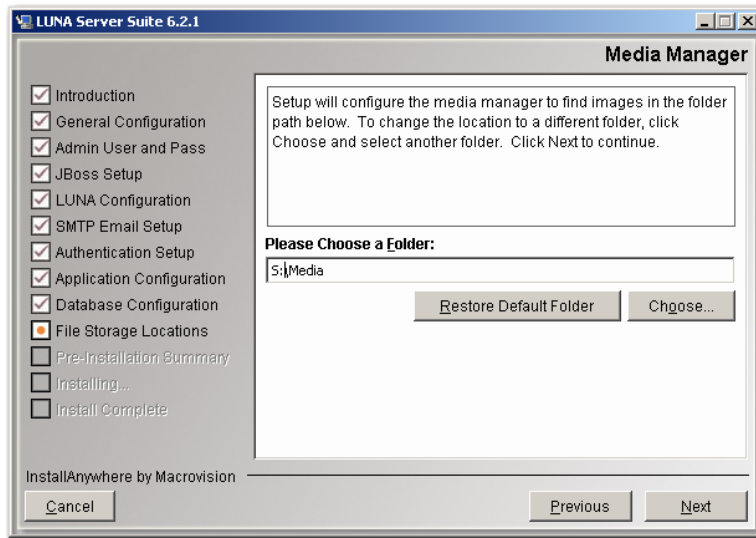 LUNA Server Suite 6.2.1
Media Manager
Introduction
General Configuration
Admin User and Pass
JBoss Setup
LUNA Configuration
SMTP Email Setup
Authentication Setup
Application Configuration
Database Configuration
File Storage Locations
Pre-Installation Summary
Installing...
Install Complete
Setup will configure the media manager to find images in the folder
path below. To change the location to a different folder, click
Choose and select another folder. Click Next to continue.
Please Choose a Folder:
S:\Media
Restore Default Folder
Choose...
InstallAnywhere by Macrovision
Cancel
Previous
Next